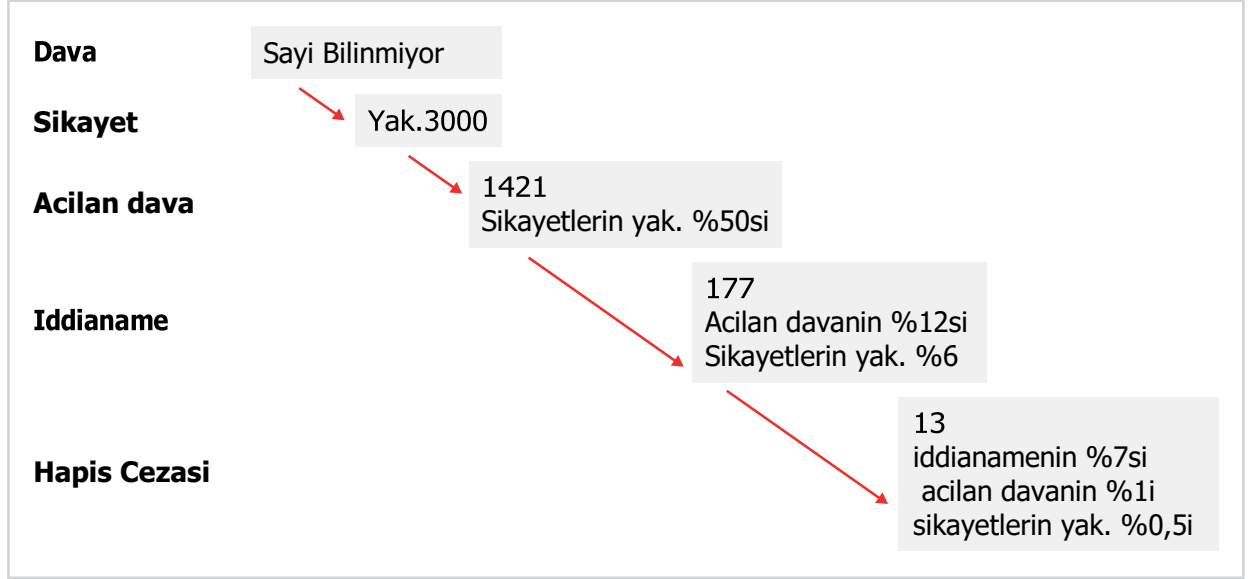 Dava
Sayi Bilinmiyor
Sikayet
Yak.3000
Acilan dava
1421
Sikayetlerin yak. %50si
Iddianame
177
Acilan davanin %12si
Sikayetlerin yak. %6
Hapis Cezasi
13
iddianamenin %7si
acilan davanin %1i
sikayetlerin yak. %0,5i